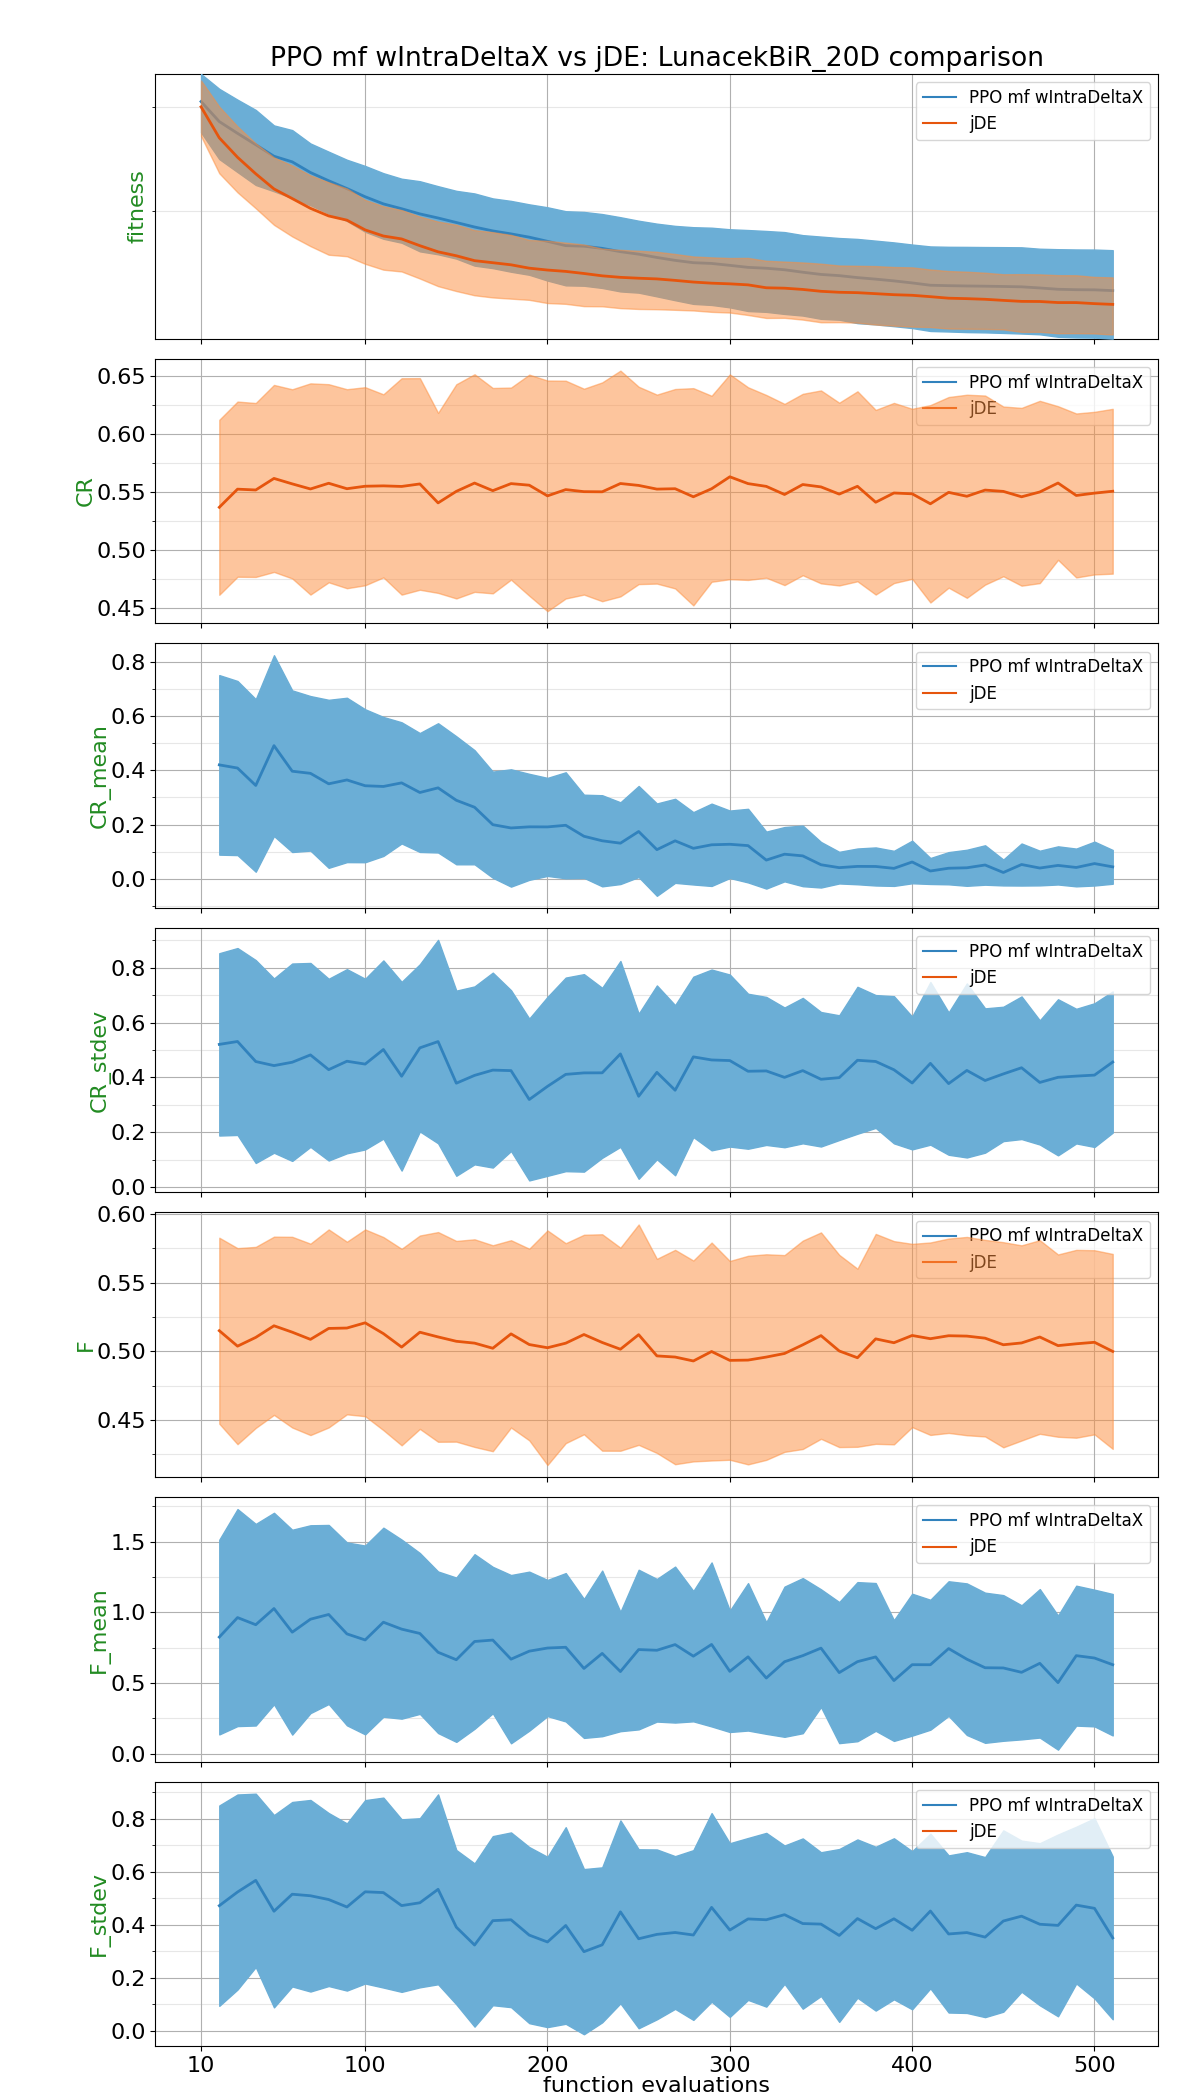 PPO mf wIntraDeltaX vs jDE: LunacekBiR_20D comparison
fitness
PPO mf wIntraDeltaX
jDE
CR
0.65
0.60
0.55
0.50
0.45
PPO mf wIntraDeltaX
jDE
CR_mean
0.8
0.6
0.4
0.2
0.0
PPO mf wIntraDeltaX
jDE
CR_stdev
0.8
0.6
0.4
0.2
0.0
PPO mf wIntraDeltaX
jDE
F
0.60
0.55
0.50
0.45
PPO mf wIntraDeltaX
jDE
F_mean
1.5
1.0
0.5
0.0
PPO mf wIntraDeltaX
jDE
F_stdev
0.8
0.6
0.4
0.2
0.0
PPO mf wIntraDeltaX
jDE
10 100 200 300 400 500
function evaluations